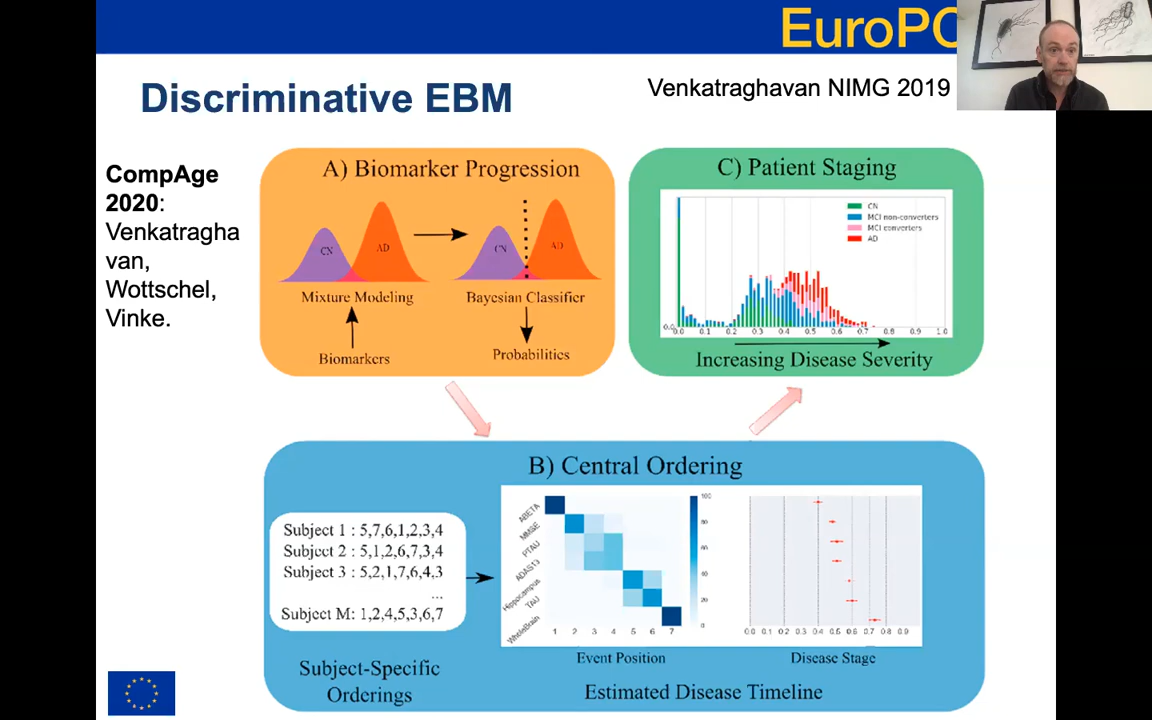 EuroPO
Discriminative EBM
Venkatraghavan NIMG 2019
CompAge
2020:
Venkatragha
van,
Wottschel,
Vinke.
A) Biomarker Progression
CN
AD
CN
AD
Mixture Modeling
Bayesian Classifier
Biomarkers
Probabilities
C) Patient Staging
CN
MCI non-converters
MCI converters
AD
0.0
0.0 0.1 0.2 0.3 0.4 0.5 0.6 0.7 0.8 0.9 1.0
Increasing Disease Severity
B) Central Ordering
Subject 1 : 5,7,6,1,2,3,4
Subject 2 : 5,1,2,6,7,3,4
Subject 3 : 5,2,1,7,6,4,3
...
Subject M: 1,2,4,5,3,6,7
Subject-Specific
Orderings
ABETA
MMSE
PTAU
ADAS13
Hippocampus
TAU
WholeBrain
1 2 3 4 5 6 7
Event Position
100
80
60
40
20
0
0.0 0.1 0.2 0.3 0.4 0.5 0.6 0.7 0.8 0.9
Disease Stage
Estimated Disease Timeline